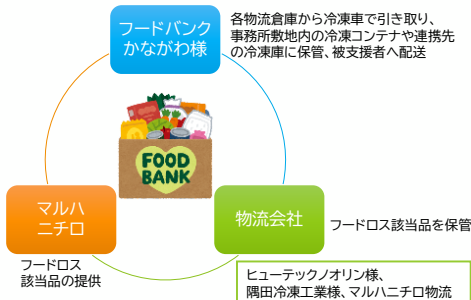 フードバンク
かながわ様
各物流倉庫から冷凍車で引き取り、
事務所敷地内の冷凍コンテナや連携先
の冷凍庫に保管、被支援者へ配送
FOOD
BANK
マルハ
ニチロ
物流会社
フードロス該当品を保管
フードロス
該当品の提供
ヒューテックノオリン様、
隅田冷凍工業様、マルハニチロ物流